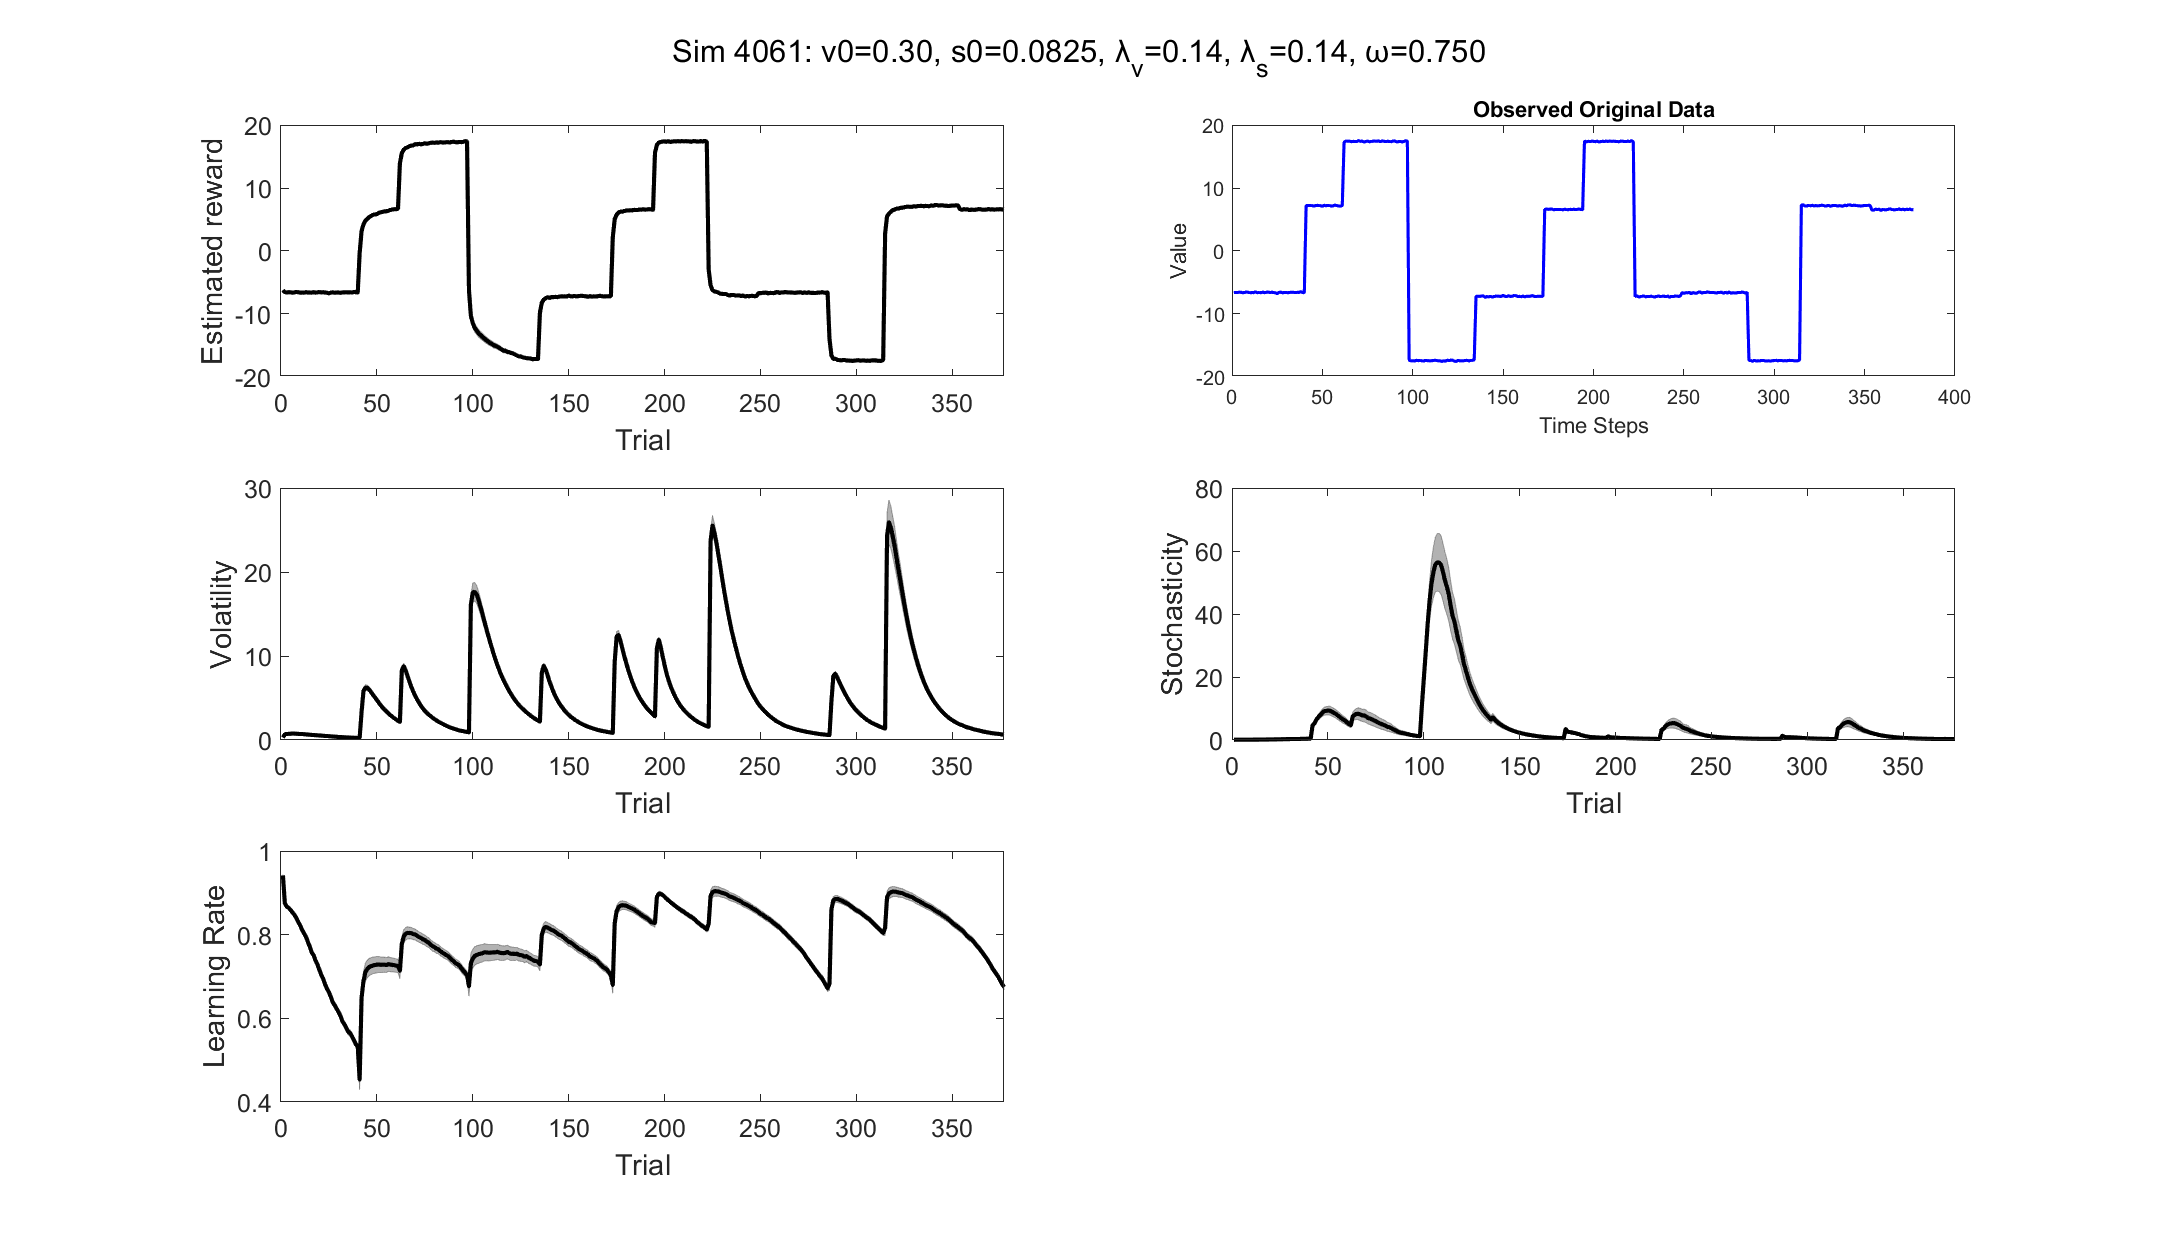 Sim 4061: v0=0.30, s0=0.0825, λ_v=0.14, λ_s=0.14, ω=0.750
Estimated reward
20
10
0
-10
-20
0 50 100 150 200 250 300 350
Trial
Observed Original Data
Value
20
10
0
-10
-20
0 50 100 150 200 250 300 350 400
Time Steps
Volatility
30
20
10
0
0 50 100 150 200 250 300 350
Trial
Stochasticity
80
60
40
20
0
0 50 100 150 200 250 300 350
Trial
Learning Rate
1
0.8
0.6
0.4
0 50 100 150 200 250 300 350
Trial